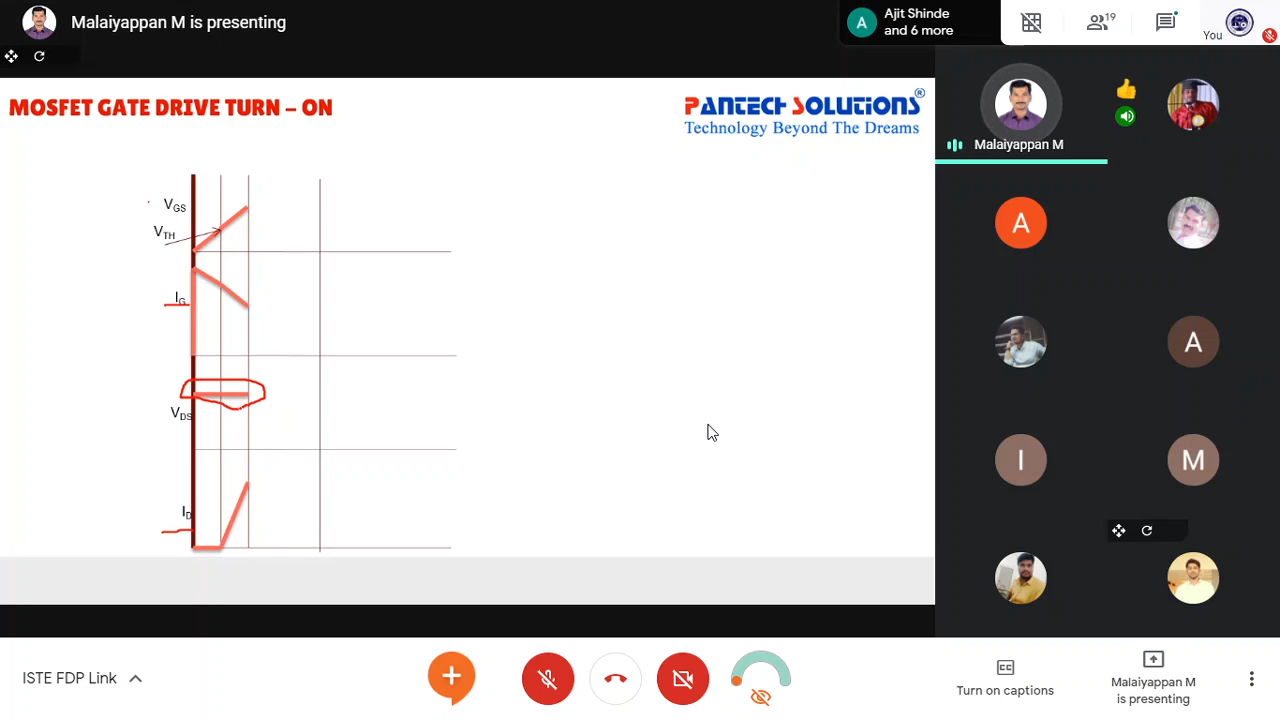 Malaiyappan M is presenting
A
Ajit Shinde
and 6 more
19
You
MOSFET GATE DRIVE TURN – ON
PANTECH SOLUTIONS®
Technology Beyond The Dreams
VGS
VTH
IG
VDS
ID
Malaiyappan M
A
A
I
M
ISTE FDP Link
CC
Turn on captions
Malaiyappan M
is presenting